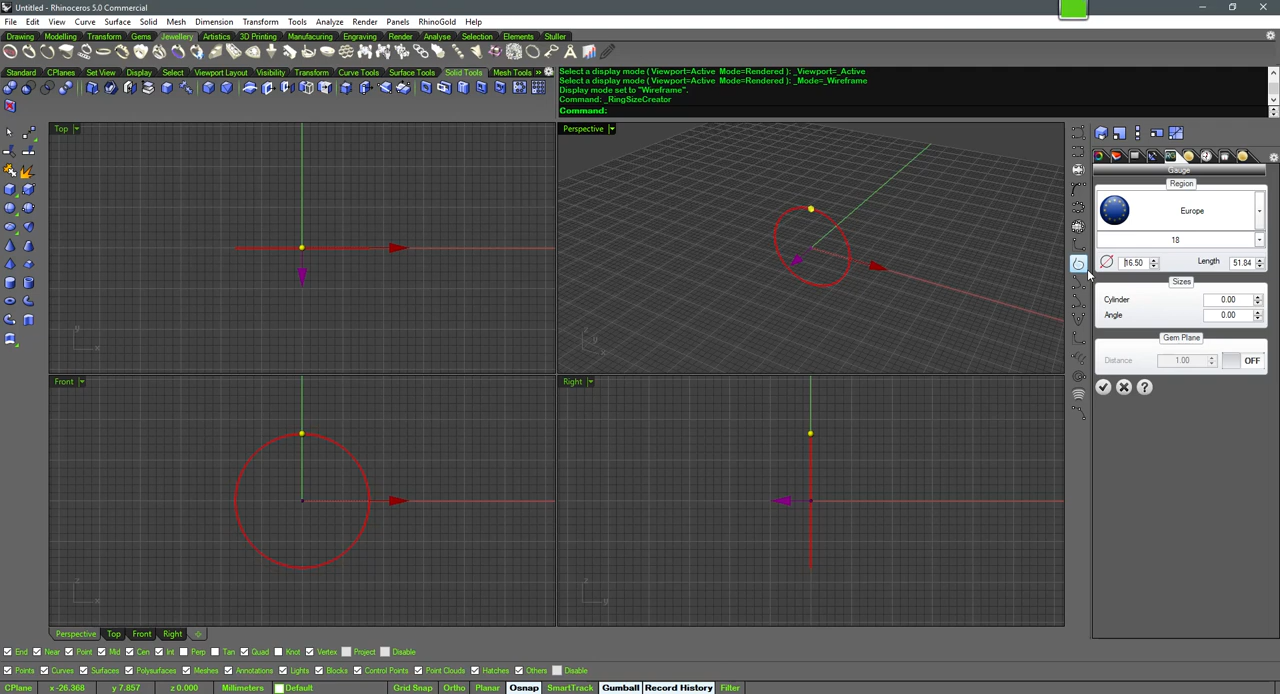 Untitled - Rhinoceros 5.0 Commercial
File Edit View Curve Surface Solid Mesh Dimension Transform Tools Analyze Render Panels RhinoGold Help
Drawing Modelling Transform Gems Jewellery Artistics 3D Printing Manufacuring Engraving Render Analyse Selection Elements Stuller
Standard CPlanes Set View Display Select Viewport Layout Visibility Transform Curve Tools Surface Tools Solid Tools Mesh Tools »
Select a display mode ( Viewport=Active Mode=Rendered ): _Viewport=_Active
Select a display mode ( Viewport=Active Mode=Rendered ): _Mode=_Wireframe
Display mode set to "Wireframe".
Command: _RingSizeCreator
Command:
Top
Perspective
Gauge
Region
Europe
18
16.50 Length 51.84
Sizes
Cylinder 0.00
Angle 0.00
Gem Plane
Distance 1.00 OFF
y x
Front
Right
z x
z y
Perspective Top Front Right
End Near Point Mid Cen Int Perp Tan Quad Knot Vertex Project Disable
Points Curves Surfaces Polysurfaces Meshes Annotations Lights Blocks Control Points Point Clouds Hatches Others Disable
CPlane x -26.368 y 7.857 z 0.000 Millimeters Default Grid Snap Ortho Planar Osnap SmartTrack Gumball Record History Filter